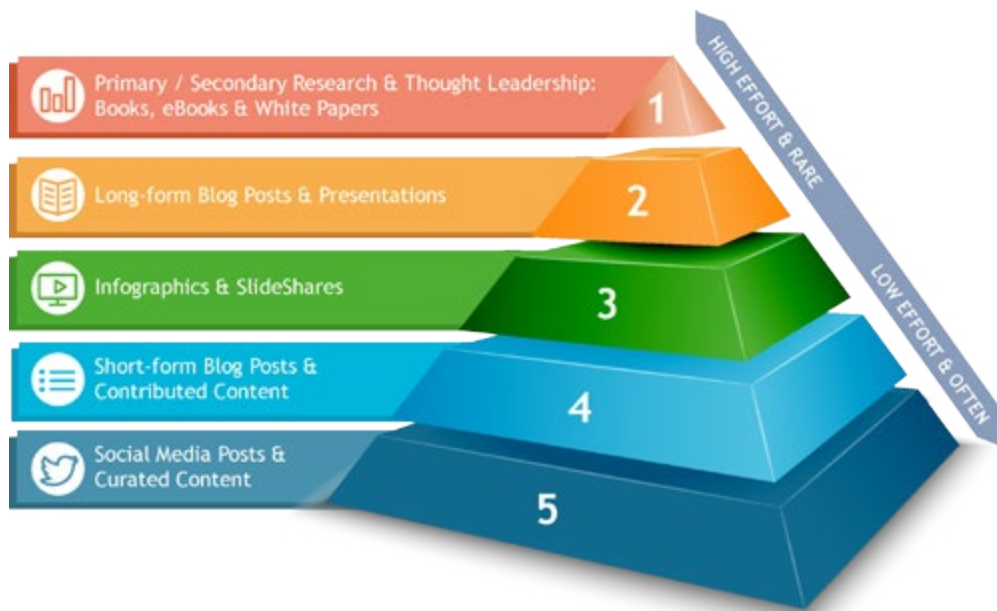 Primary / Secondary Research & Thought Leadership:
Books, eBooks & White Papers
1
Long-form Blog Posts & Presentations
2
Infographics & SlideShares
3
Short-form Blog Posts &
Contributed Content
4
Social Media Posts &
Curated Content
5
HIGH EFFORT & RARE
LOW EFFORT & OFTEN